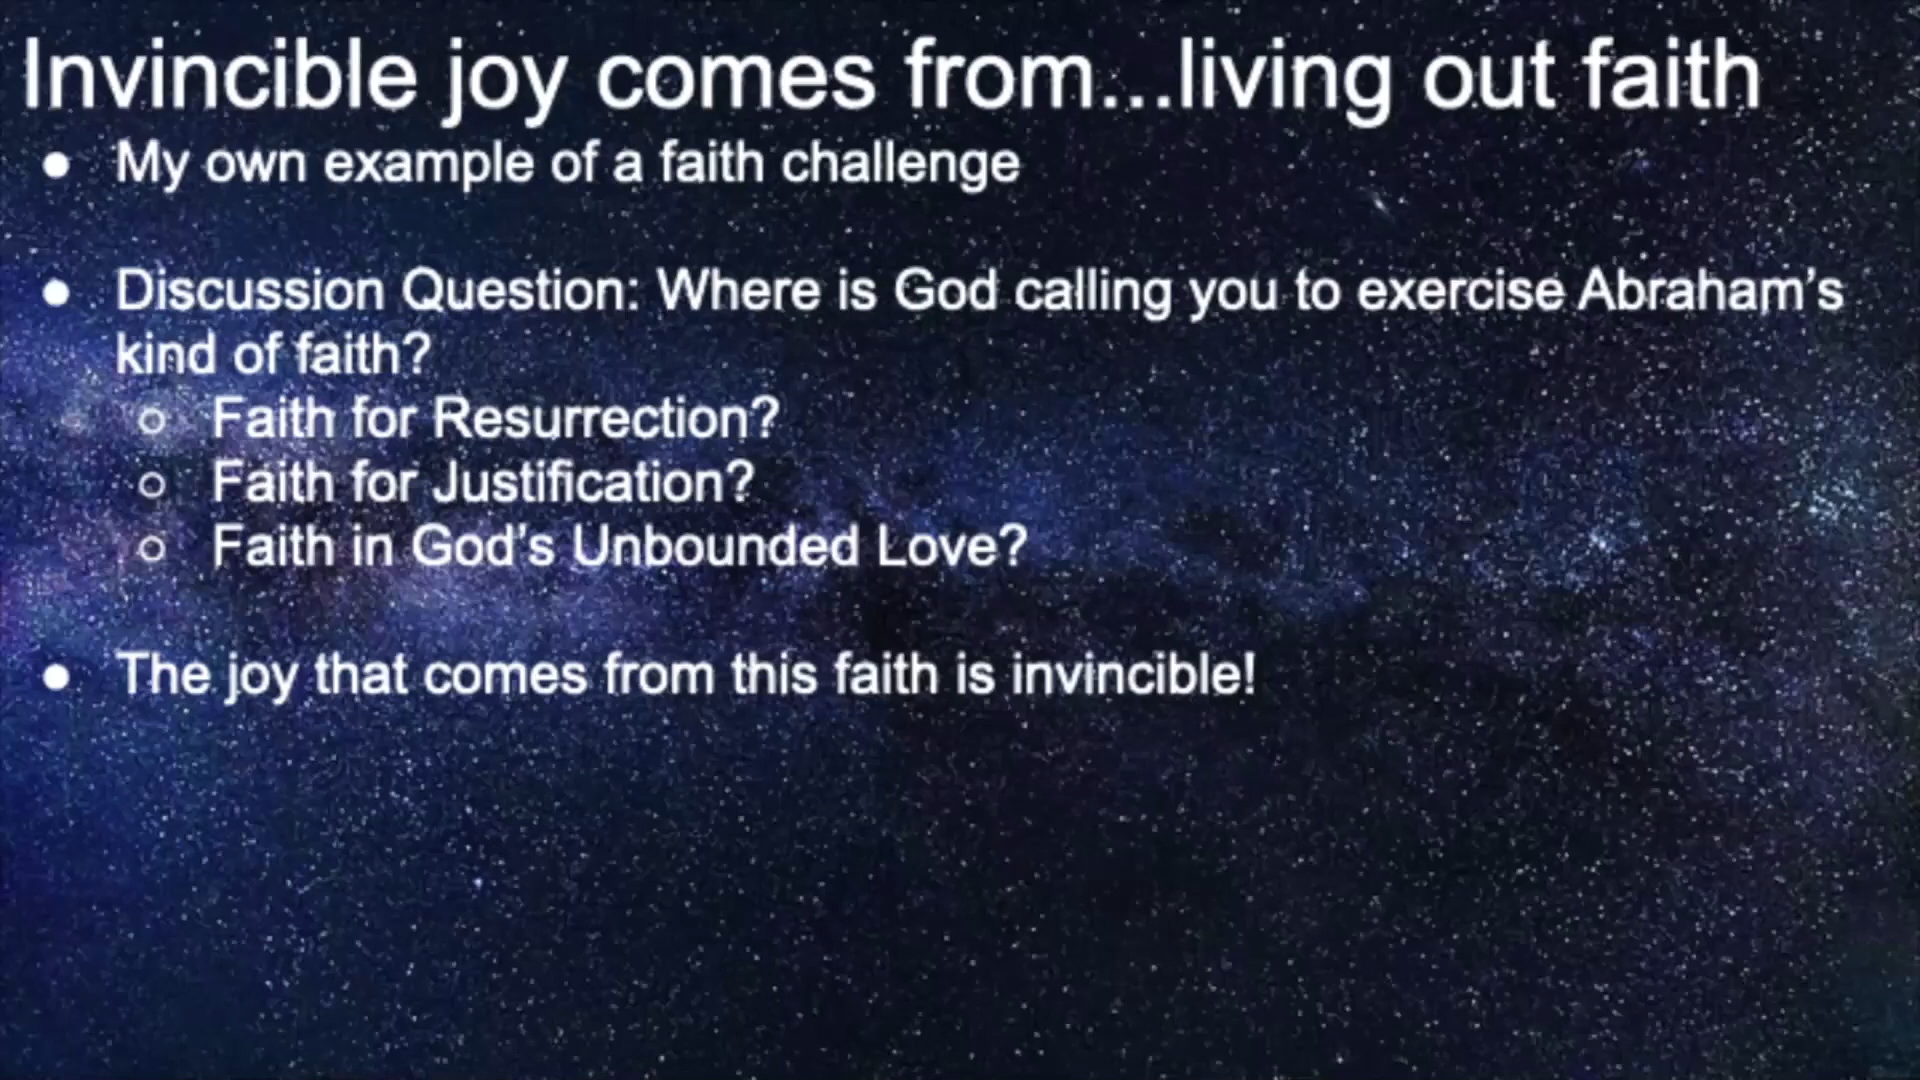 Invincible joy comes from...living out faith
● My own example of a faith challenge
● Discussion Question: Where is God calling you to exercise Abraham’s
kind of faith?
○ Faith for Resurrection?
○ Faith for Justification?
○ Faith in God’s Unbounded Love?
● The joy that comes from this faith is invincible!